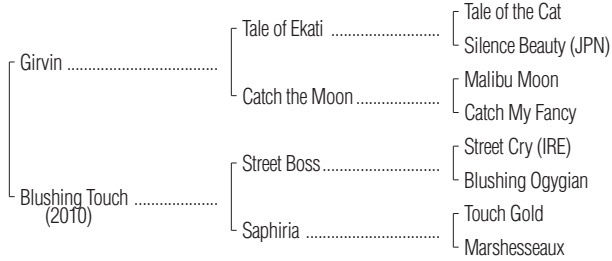 Tale of the Cat
Tale of Ekati ......................
Silence Beauty (JPN)
Girvin ..........................................
Malibu Moon
Catch the Moon ......................
Catch My Fancy
Street Cry (IRE)
Street Boss ................................
Blushing Ogygian
Blushing Touch .......................
(2010)
Touch Gold
Saphiria ....................................
Marshesseaux